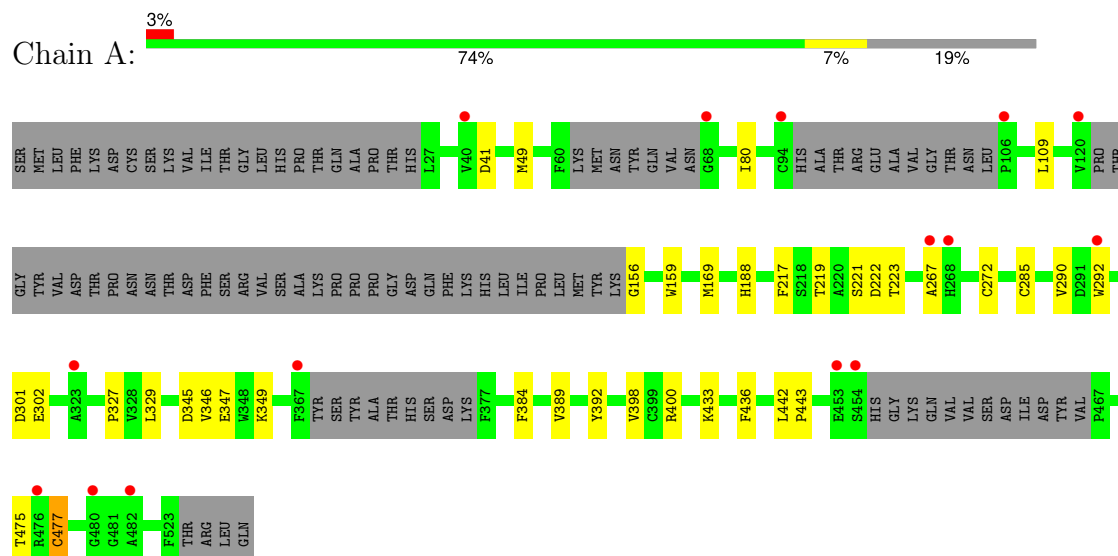 3%
Chain A:
74% 7% 19%
SER MET LEU PHE LYS ASP CYS SER LYS VAL ILE THR GLY LEU HIS PRO THR GLN ALA PRO THR HIS L27 V40 D41 M49 F60 LYS MET ASN TYR GLN VAL ASN G68 I80 C94 HIS ALA THR ARG GLU ALA VAL GLY THR ASN LEU P106 L109 V120 PRO THR
GLY TYR VAL ASP THR PRO ASN ASN THR ASP PHE SER ARG VAL SER ALA LYS PRO PRO PRO GLY ASP GLN PHE LYS HIS LEU ILE PRO LEU MET TYR LYS G156 W159 M169 H188 F217 S218 T219 A220 S221 D222 T223 A267 H268 C272 C285 V290 D291 W292
D301 E302 A323 P327 V328 L329 D345 V346 E347 W348 K349 F367 TYR SER TYR ALA THR HIS SER ASP LYS F377 F384 V389 Y392 V398 C399 R400 K433 F436 L442 P443 E453 S454 HIS GLY LYS GLN VAL VAL SER ASP ILE ASP TYR VAL P467
T475 R476 C477 G480 G481 A482 F523 THR ARG LEU GLN